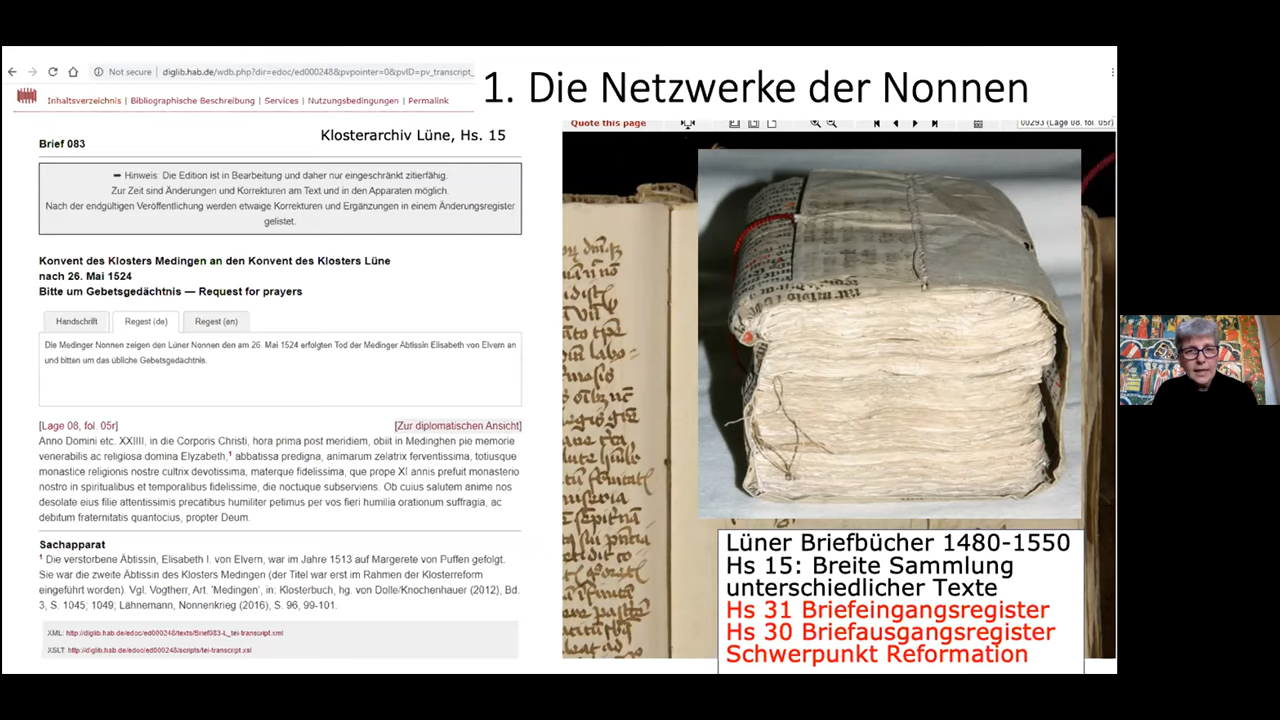 1. Die Netzwerke der Nonnen
Not secure | diglib.hab.de/wdb.php?dir=edoc/ed000248&pvpointer=0&pvID=pv_transcript_
Inhaltsverzeichnis | Bibliographische Beschreibung | Services | Nutzungsbedingungen | Permalink
Klosterarchiv Lüne, Hs. 15
Brief 083
➨ Hinweis: Die Edition ist in Bearbeitung und daher nur eingeschränkt zitierfähig.
Zur Zeit sind Änderungen und Korrekturen am Text und in den Apparaten möglich.
Nach der endgültigen Veröffentlichung werden etwaige Korrekturen und Ergänzungen in einem Änderungsregister
gelistet.
Konvent des Klosters Medingen an den Konvent des Klosters Lüne
nach 26. Mai 1524
Bitte um Gebetsgedächtnis — Request for prayers
Handschrift Regest (de) Regest (en)
Die Medinger Nonnen zeigen den Lüner Nonnen den am 26. Mai 1524 erfolgten Tod der Medinger Äbtissin Elisabeth von Elvern an
und bitten um das übliche Gebetsgedächtnis.
[Lage 08, fol. 05r] [Zur diplomatischen Ansicht]
Anno Domini etc. XXIIII, in die Corporis Christi, hora prima post meridiem, obiit in Medinghen pie memorie
venerabilis ac religiosa domina Elyzabeth,¹ abbatissa predigna, animarum zelatrix ferventissima, totiusque
monastice religionis nostre cultrix devotissima, materque fidelissima, que prope XI annis prefuit monasterio
nostro in spiritualibus et temporalibus fidelissime, die noctuque subserviens. Ob cuius salutem anime nos
desolate eius filie attentissimis precatibus humiliter petimus per vos fieri humilia orationum suffragia, ac
debitum fraternitatis quantocius, propter Deum.
Sachapparat
¹ Die verstorbene Äbtissin, Elisabeth I. von Elvern, war im Jahre 1513 auf Margerete von Puffen gefolgt.
Sie war die zweite Äbtissin des Klosters Medingen (der Titel war erst im Rahmen der Klosterreform
eingeführt worden). Vgl. Vogtherr, Art. 'Medingen', in: Klosterbuch, hg. von Dolle/Knochenhauer (2012), Bd.
3, S. 1045; 1049; Lähnemann, Nonnenkrieg (2016), S. 96, 99-101.
XML: http://diglib.hab.de/edoc/ed000248/texts/Brief083-L_tei-transcript.xml
XSLT: http://diglib.hab.de/edoc/ed000248/scripts/tei-transcript.xsl
Quote this page
00293 (Lage 08, fol. 05r)
Lüner Briefbücher 1480-1550
Hs 15: Breite Sammlung
unterschiedlicher Texte
Hs 31 Briefeingangsregister
Hs 30 Briefausgangsregister
Schwerpunkt Reformation